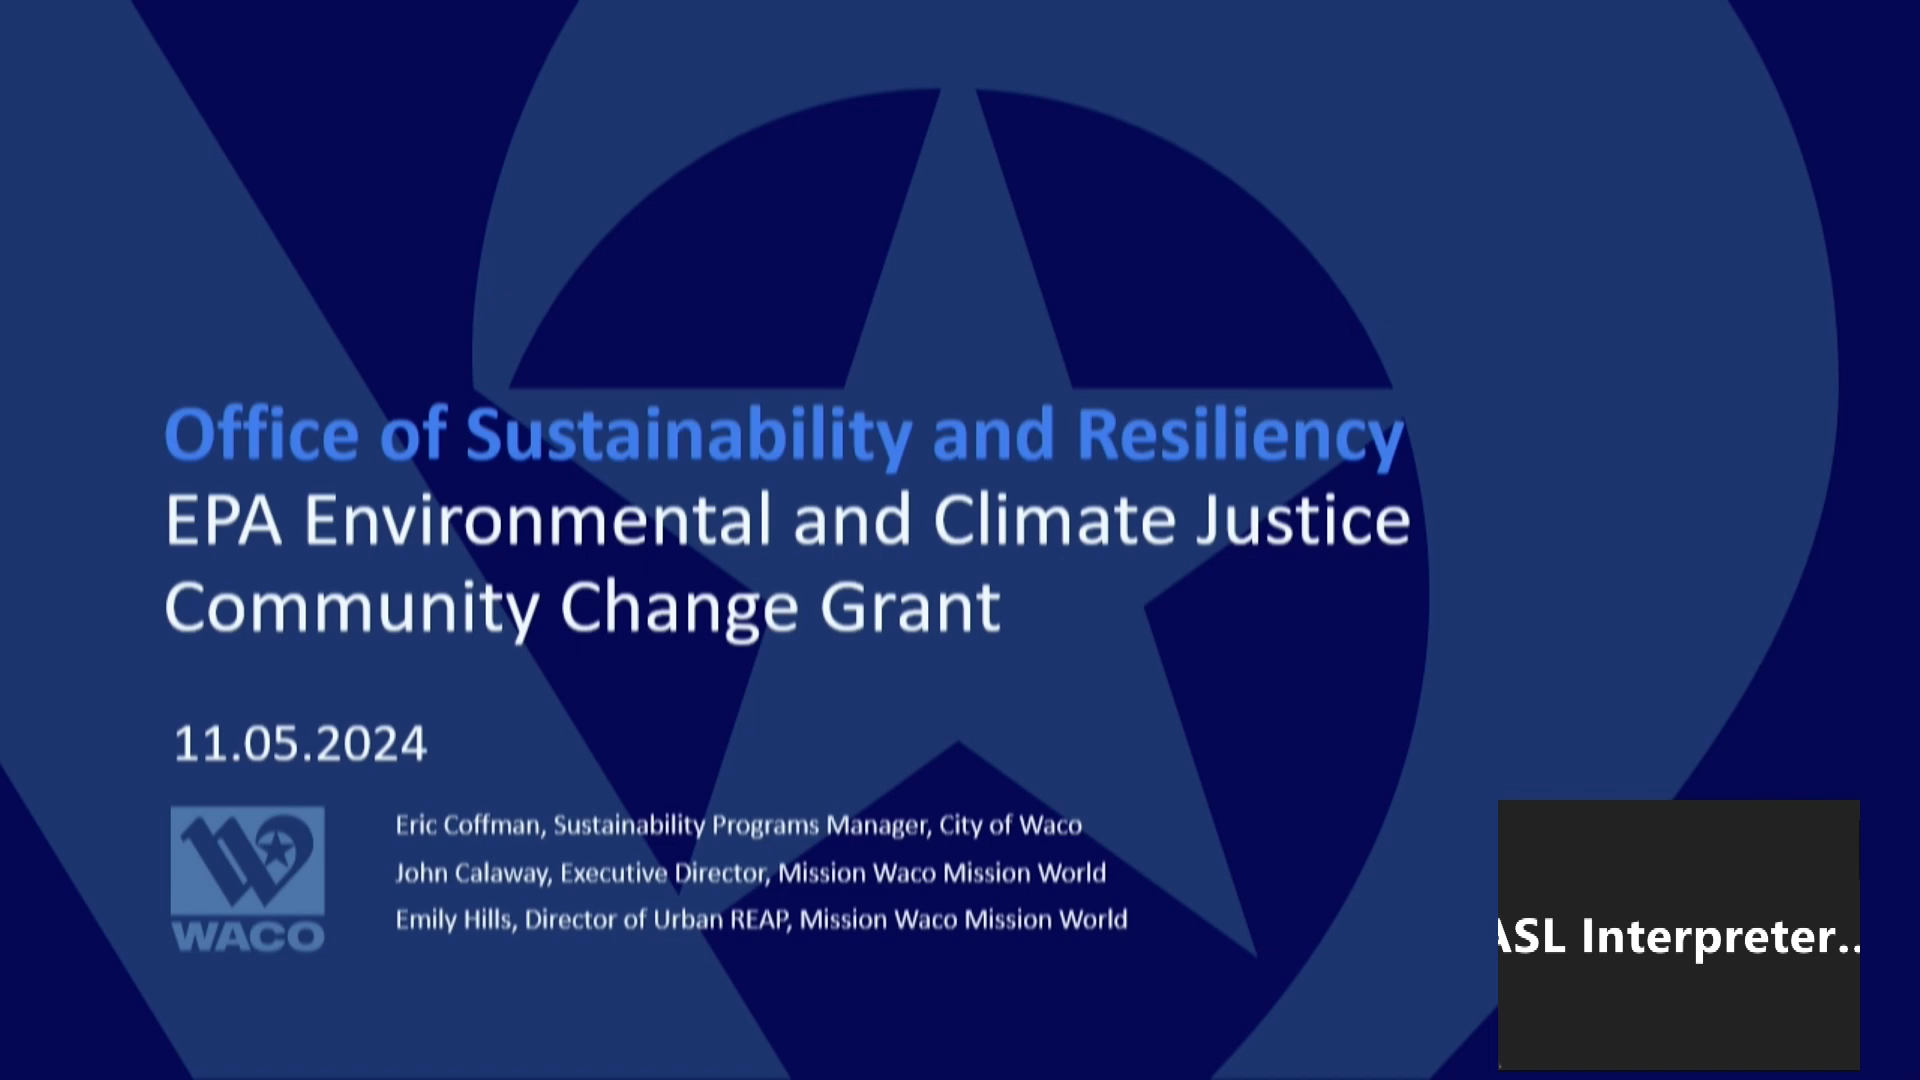 Office of Sustainability and Resiliency
EPA Environmental and Climate Justice
Community Change Grant
11.05.2024
Eric Coffman, Sustainability Programs Manager, City of Waco
John Calaway, Executive Director, Mission Waco Mission World
Emily Hills, Director of Urban REAP, Mission Waco Mission World
WACO
ASL Interpreter..